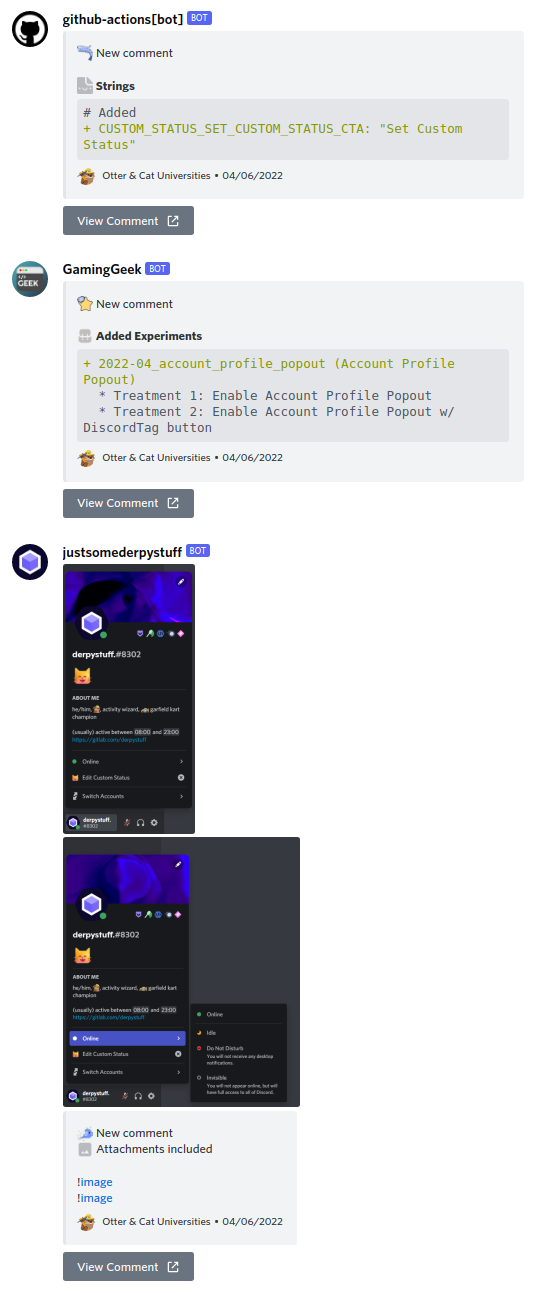 github-actions[bot] BOT
New comment
Strings
# Added
+ CUSTOM_STATUS_SET_CUSTOM_STATUS_CTA: "Set Custom
Status"
Otter & Cat Universities • 04/06/2022
View Comment
</> GEEK
GamingGeek BOT
New comment
Added Experiments
+ 2022-04_account_profile_popout (Account Profile
Popout)
* Treatment 1: Enable Account Profile Popout
* Treatment 2: Enable Account Profile Popout w/
DiscordTag button
Otter & Cat Universities • 04/06/2022
View Comment
justsomederpystuff BOT
derpystuff.#8302
ABOUT ME
he/him, activity wizard, garfield kart
champion
(usually) active between 08:00 and 23:00
https://gitlab.com/derpystuff
Online
Edit Custom Status
Switch Accounts
derpystuff.
#8302
derpystuff.#8302
ABOUT ME
he/him, activity wizard, garfield kart
champion
(usually) active between 08:00 and 23:00
https://gitlab.com/derpystuff
Online
Edit Custom Status
Switch Accounts
derpystuff.
#8302
Online
Idle
Do Not Disturb
You will not receive any desktop
notifications.
Invisible
You will not appear online, but will
have full access to all of Discord.
New comment
Attachments included
!image
!image
Otter & Cat Universities • 04/06/2022
View Comment